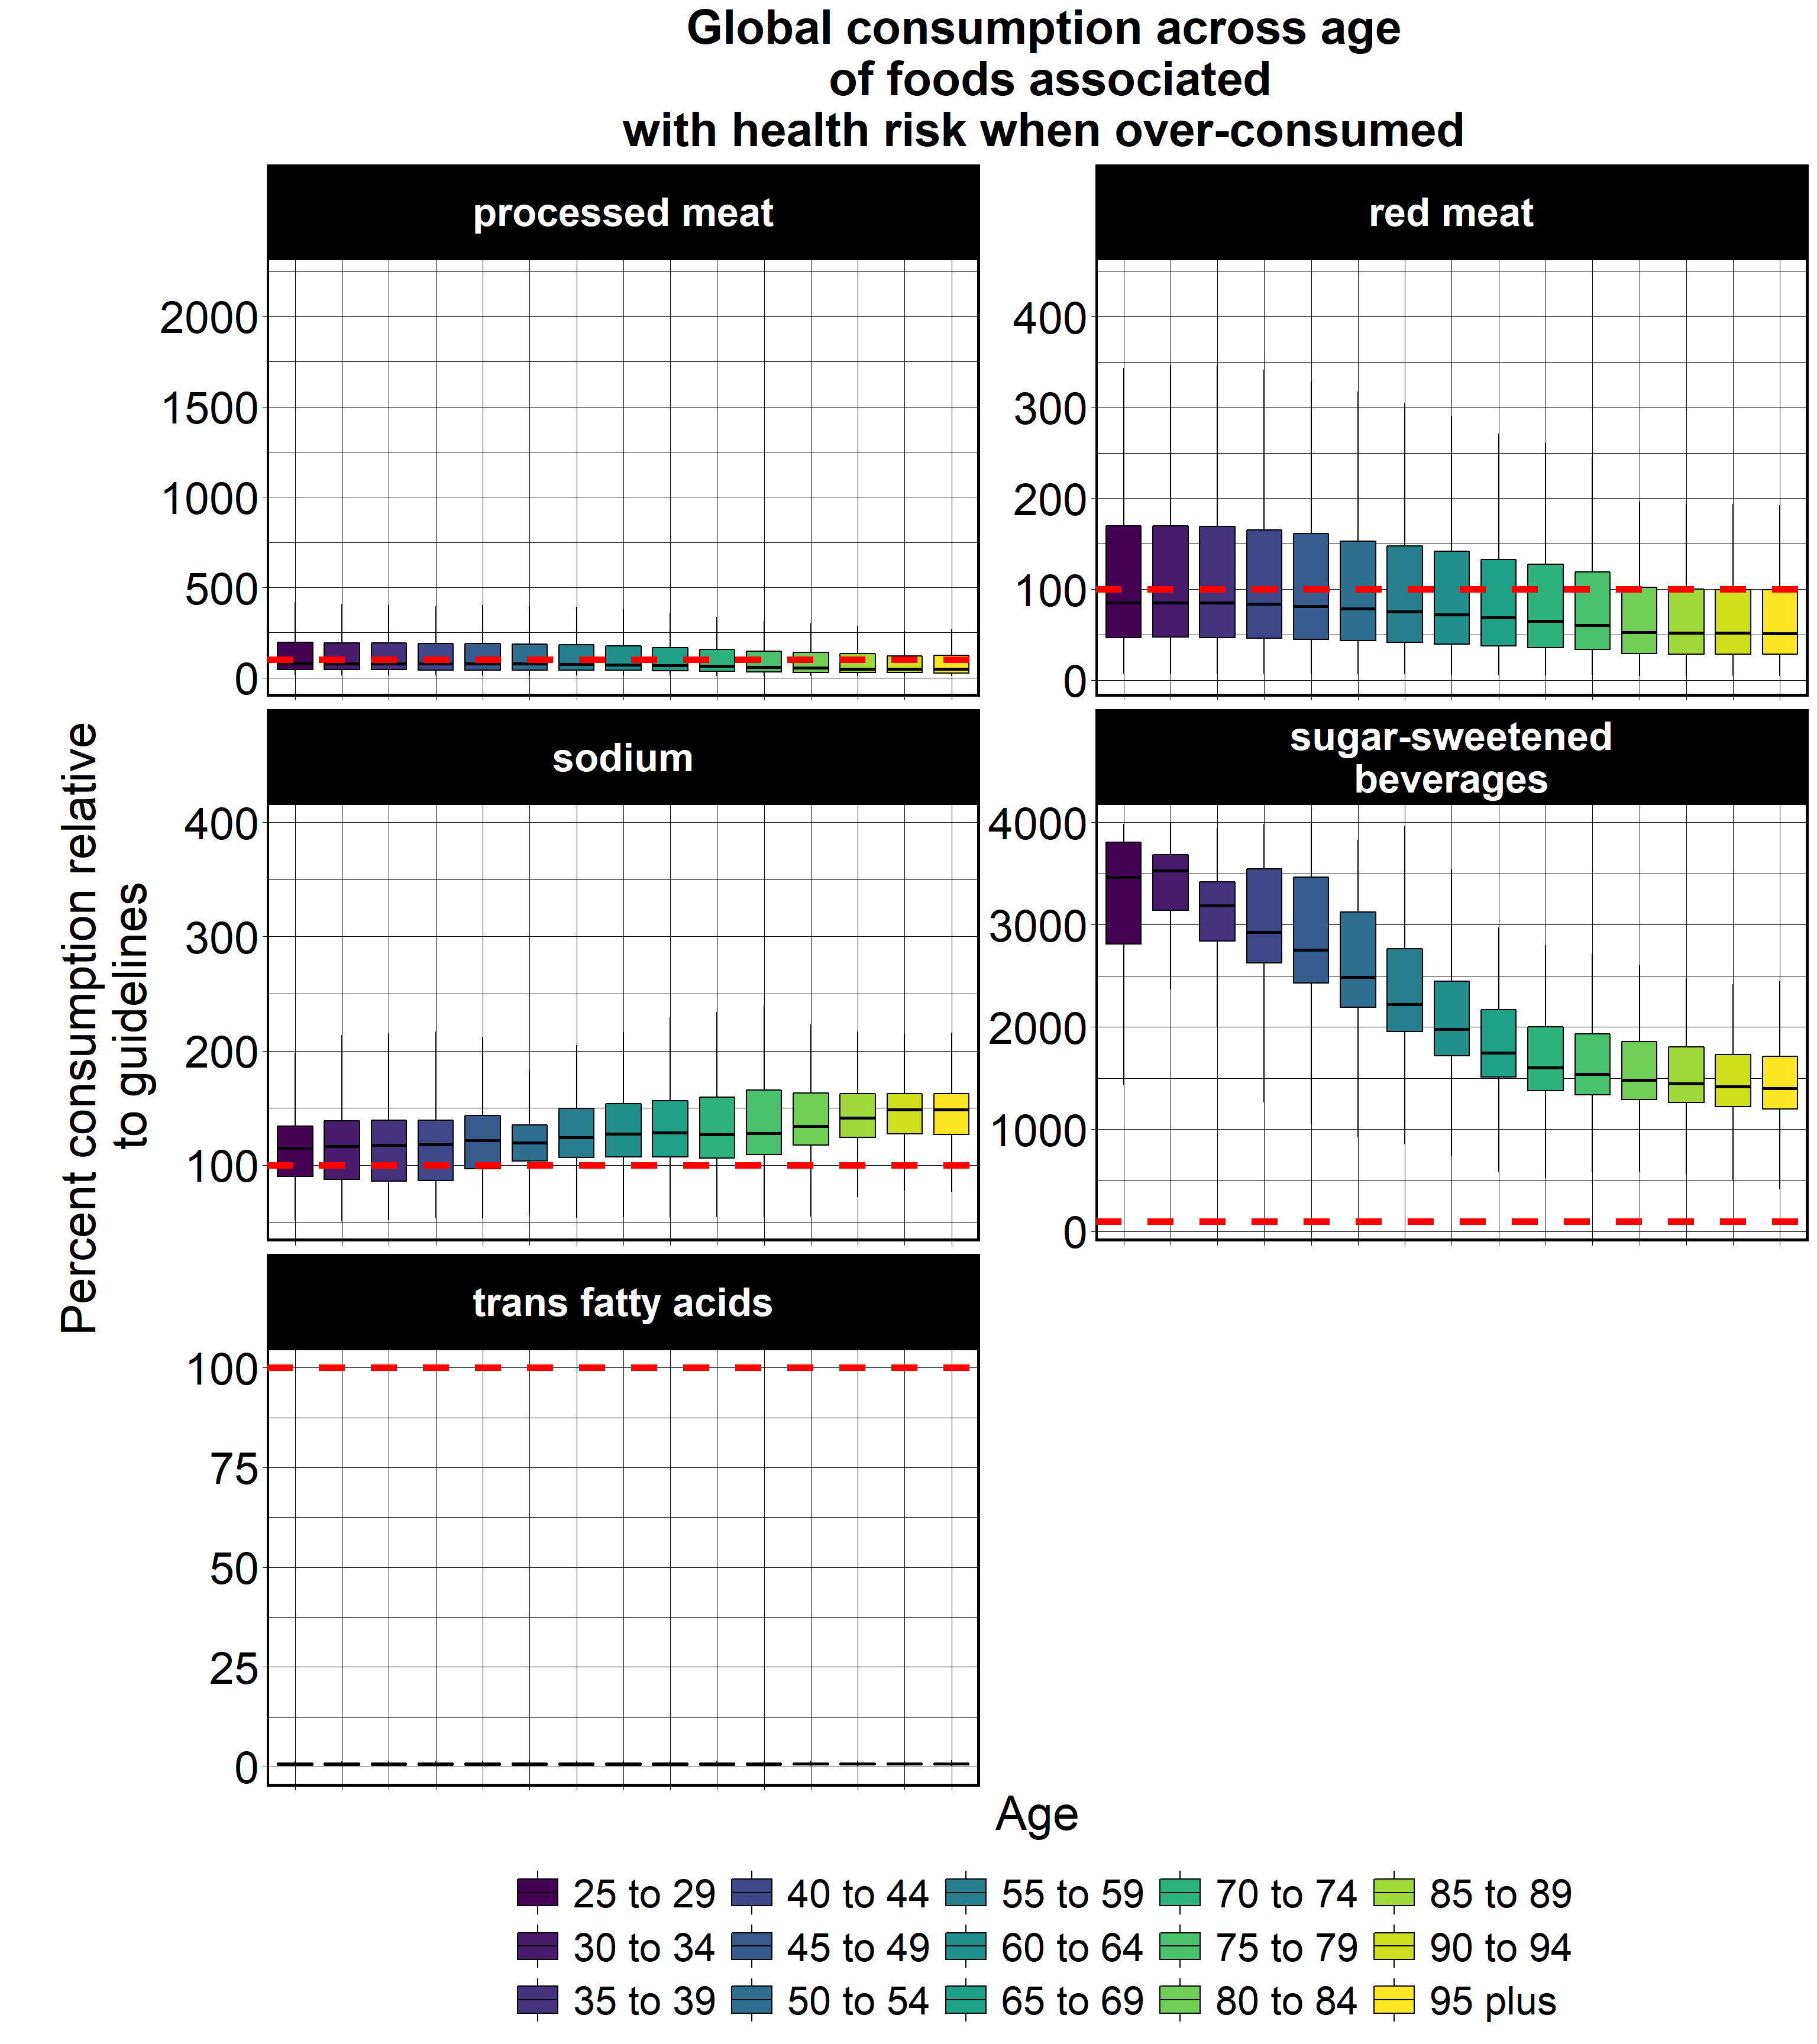 Global consumption across age
of foods associated
with health risk when over-consumed
processed meat
2000
1500
1000
500
0
red meat
400
300
200
100
0
sodium
400
300
200
100
sugar-sweetened
beverages
4000
3000
2000
1000
0
trans fatty acids
100
75
50
25
0
Percent consumption relative
to guidelines
Age
25 to 29
30 to 34
35 to 39
40 to 44
45 to 49
50 to 54
55 to 59
60 to 64
65 to 69
70 to 74
75 to 79
80 to 84
85 to 89
90 to 94
95 plus